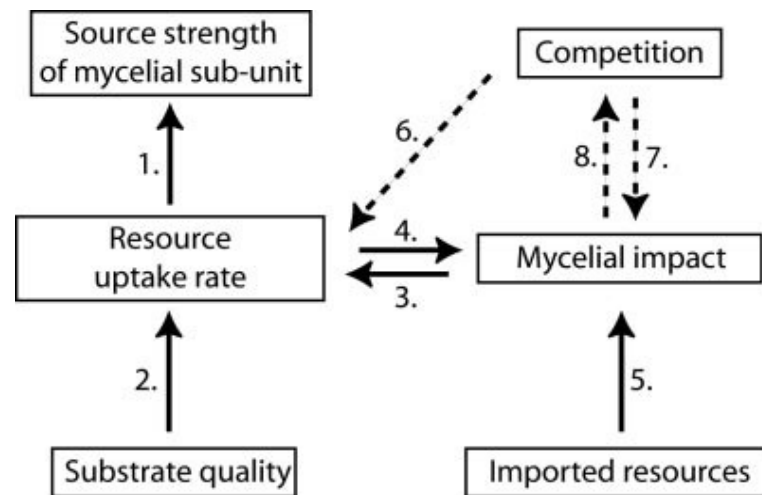 Source strength
of mycelial sub-unit
Competition
1.
6.
8.
7.
Resource
uptake rate
4.
3.
Mycelial impact
2.
5.
Substrate quality
Imported resources